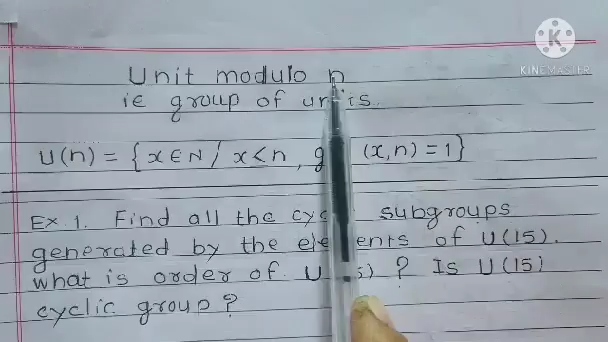 Unit modulo n
ie group of units.
U(n) = { x ∈ N / x < n , (x, n) = 1}
Ex. 1. Find all the subgroups
generated by the of U(15).
what is order of ? Is U(15)
cyclic group ?
KINEMASTER